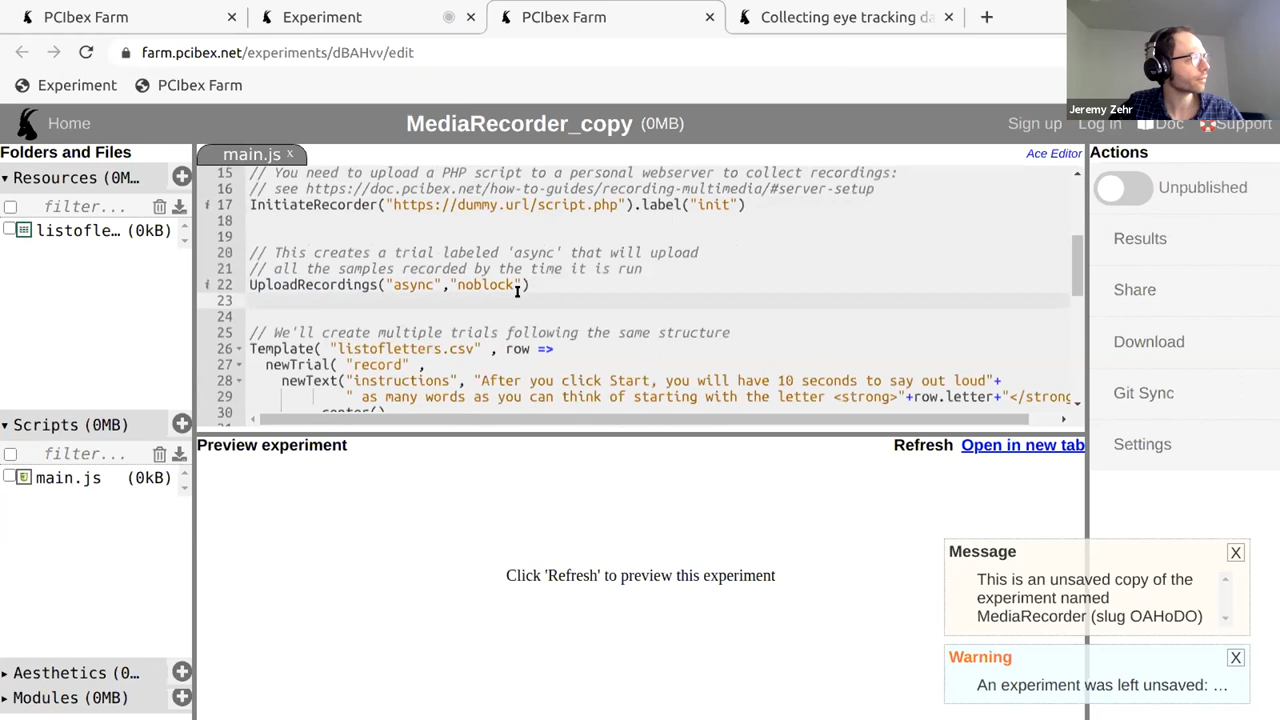 PCIbex Farm
Experiment
PCIbex Farm
Collecting eye tracking da
farm.pcibex.net/experiments/dBAHvv/edit
Experiment
PCIbex Farm
Jeremy Zehr
Home
MediaRecorder_copy (0MB)
Sign up
Log in
Doc
Support
Folders and Files
main.js x
Ace Editor
Actions
Resources (0M…
filter...
listofle… (0kB)
15 // You need to upload a PHP script to a personal webserver to collect recordings:
16 // see https://doc.pcibex.net/how-to-guides/recording-multimedia/#server-setup
17 InitiateRecorder("https://dummy.url/script.php").label("init")
18
19
20 // This creates a trial labeled 'async' that will upload
21 // all the samples recorded by the time it is run
22 UploadRecordings("async","noblock")
23
24
25 // We'll create multiple trials following the same structure
26 Template( "listofletters.csv" , row =>
27 newTrial( "record" ,
28 newText("instructions", "After you click Start, you will have 10 seconds to say out loud"+
29 " as many words as you can think of starting with the letter <strong>"+row.letter+"</strong
30 .center()
Unpublished
Results
Share
Download
Git Sync
Settings
Scripts (0MB)
filter...
main.js (0kB)
Preview experiment
Refresh
Open in new tab
Click 'Refresh' to preview this experiment
Message
X
This is an unsaved copy of the
experiment named
MediaRecorder (slug OAHoDO)
Warning
X
An experiment was left unsaved: …
Aesthetics (0…
Modules (0MB)